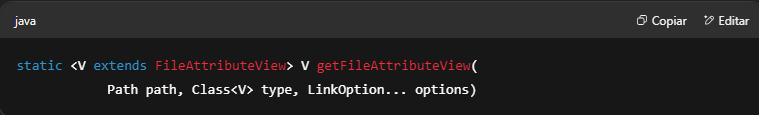 java
Copiar
Editar
static <V extends FileAttributeView> V getFileAttributeView(
Path path, Class<V> type, LinkOption... options)